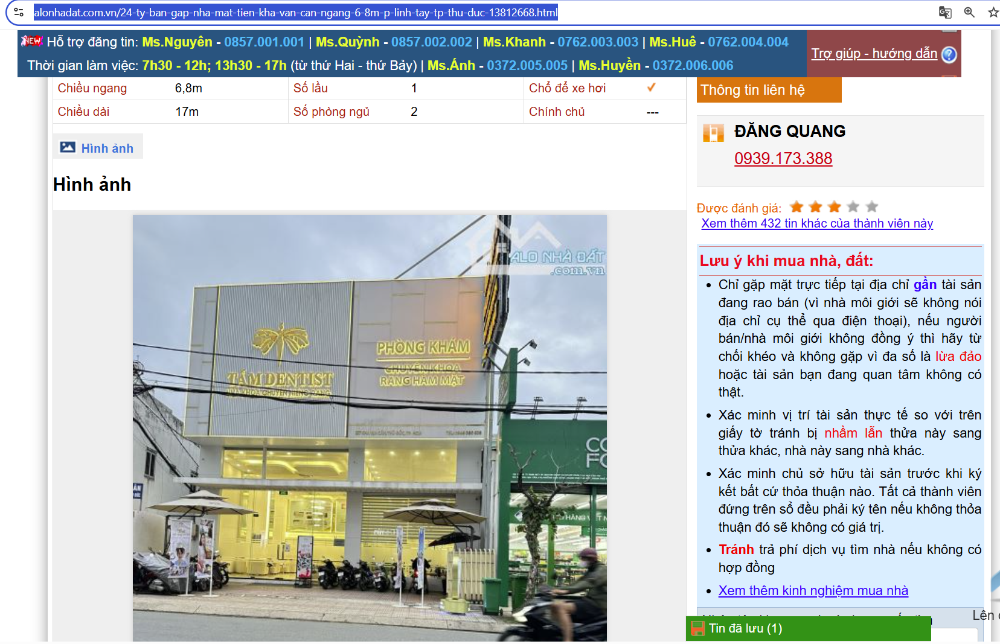 alonhadat.com.vn/24-ty-ban-gap-nha-mat-tien-kha-van-can-ngang-6-8m-p-linh-tay-tp-thu-duc-13812668.html
NEW Hỗ trợ đăng tin: Ms.Nguyên - 0857.001.001 | Ms.Quỳnh - 0857.002.002 | Ms.Khanh - 0762.003.003 | Ms.Huê - 0762.004.004
Thời gian làm việc: 7h30 - 12h; 13h30 - 17h (từ thứ Hai - thứ Bảy) | Ms.Ánh - 0372.005.005 | Ms.Huyền - 0372.006.006
Trợ giúp - hướng dẫn ?
Chiều ngang 6,8m Số lầu 1 Chổ để xe hơi
Chiều dài 17m Số phòng ngủ 2 Chính chủ ---
Hình ảnh
Hình ảnh
ALO NHÀ ĐẤT
.com.vn
TÂM DENTIST
NHA KHOA CHUYÊN NIỀNG RĂNG
PHÒNG KHÁM
CHUYÊN KHOA
RĂNG HÀM MẶT
CO
FO
Thông tin liên hệ
ĐĂNG QUANG
0939.173.388
Được đánh giá:
Xem thêm 432 tin khác của thành viên này
Lưu ý khi mua nhà, đất:
• Chỉ gặp mặt trực tiếp tại địa chỉ gần tài sản
đang rao bán (vì nhà môi giới sẽ không nói
địa chỉ cụ thể qua điện thoại), nếu người
bán/nhà môi giới không đồng ý thì hãy từ
chối khéo và không gặp vì đa số là lừa đảo
hoặc tài sản bạn đang quan tâm không có
thật.
• Xác minh vị trí tài sản thực tế so với trên
giấy tờ tránh bị nhầm lẫn thửa này sang
thửa khác, nhà này sang nhà khác.
• Xác minh chủ sở hữu tài sản trước khi ký
kết bất cứ thỏa thuận nào. Tất cả thành viên
đứng trên sổ đều phải ký tên nếu không thỏa
thuận đó sẽ không có giá trị.
• Tránh trả phí dịch vụ tìm nhà nếu không có
hợp đồng
• Xem thêm kinh nghiệm mua nhà
Lên
Tin đã lưu (1)